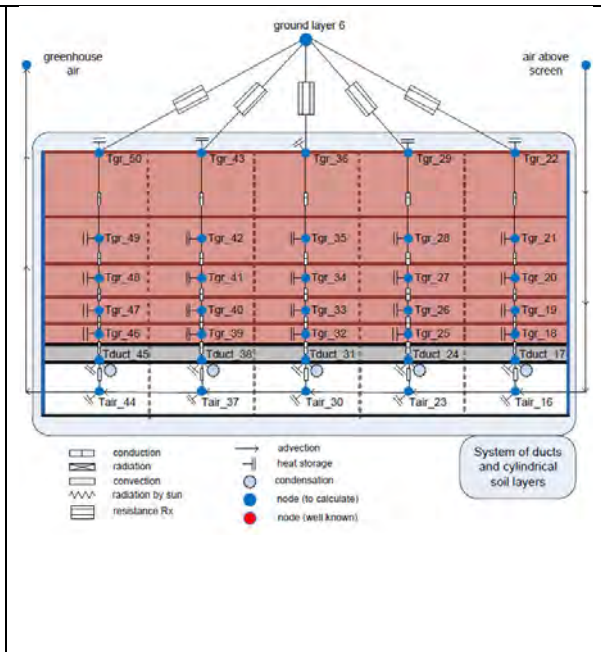 ground layer 6
greenhouse
air
air above
screen
Tgr_50 Tgr_43 Tgr_36 Tgr_29 Tgr_22
Tgr_49 Tgr_42 Tgr_35 Tgr_28 Tgr_21
Tgr_48 Tgr_41 Tgr_34 Tgr_27 Tgr_20
Tgr_47 Tgr_40 Tgr_33 Tgr_26 Tgr_19
Tgr_46 Tgr_39 Tgr_32 Tgr_25 Tgr_18
Tduct_45 Tduct_38 Tduct_31 Tduct_24 Tduct_17
Tair_44 Tair_37 Tair_30 Tair_23 Tair_16
conduction
radiation
convection
radiation by sun
resistance Rx
advection
heat storage
condensation
node (to calculate)
node (well known)
System of ducts
and cylindrical
soil layers